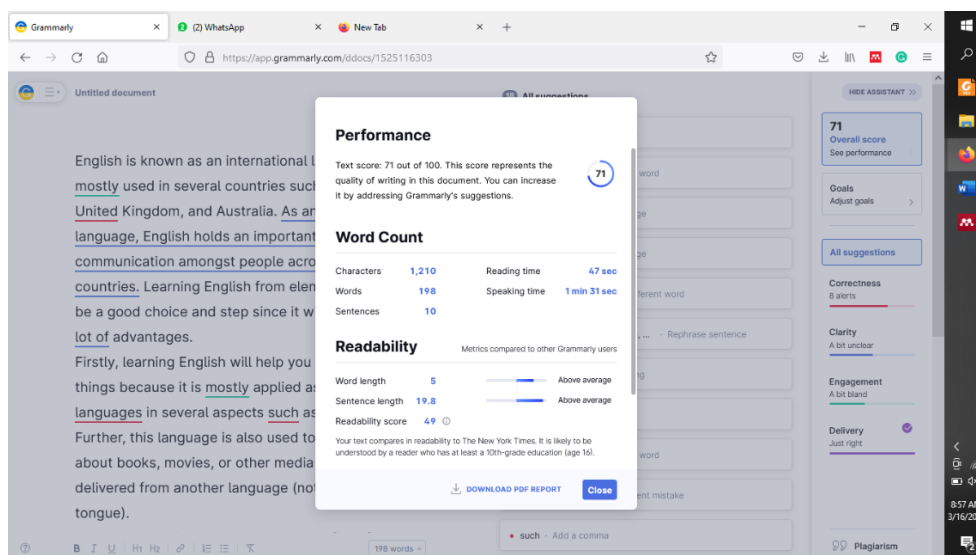 Grammarly
(2) WhatsApp
New Tab
https://app.grammarly.com/ddocs/1525116303
Untitled document
All suggestions
HIDE ASSISTANT
English is known as an international
mostly used in several countries such
United Kingdom, and Australia. As an
language, English holds an important
communication amongst people
countries. Learning English from
be a good choice and step since it
lot of advantages.
Firstly, learning English will help you
things because it is mostly applied
languages in several aspects such as
Further, this language is also used to
about books, movies, or other media
delivered from another language
tongue).
B I U H1 H2
198 words
Performance
Text score: 71 out of 100. This score represents the
quality of writing in this document. You can increase
it by addressing Grammarly's suggestions.
71
Word Count
Characters 1,210 Reading time 47 sec
Words 198 Speaking time 1 min 31 sec
Sentences 10
Readability Metrics compared to other Grammarly users
Word length 5 Above average
Sentence length 19.8 Above average
Readability score 49
Your text compares in readability to The New York Times. It is likely to be
understood by a reader who has at least a 10th-grade education (age 16).
DOWNLOAD PDF REPORT Close
word
word
- Rephrase sentence
word
mistake
such - Add a comma
71
Overall score
See performance
Goals
Adjust goals
All suggestions
Correctness
8 alerts
Clarity
A bit unclear
Engagement
A bit bland
Delivery
Just right
Plagiarism
8:57 AM